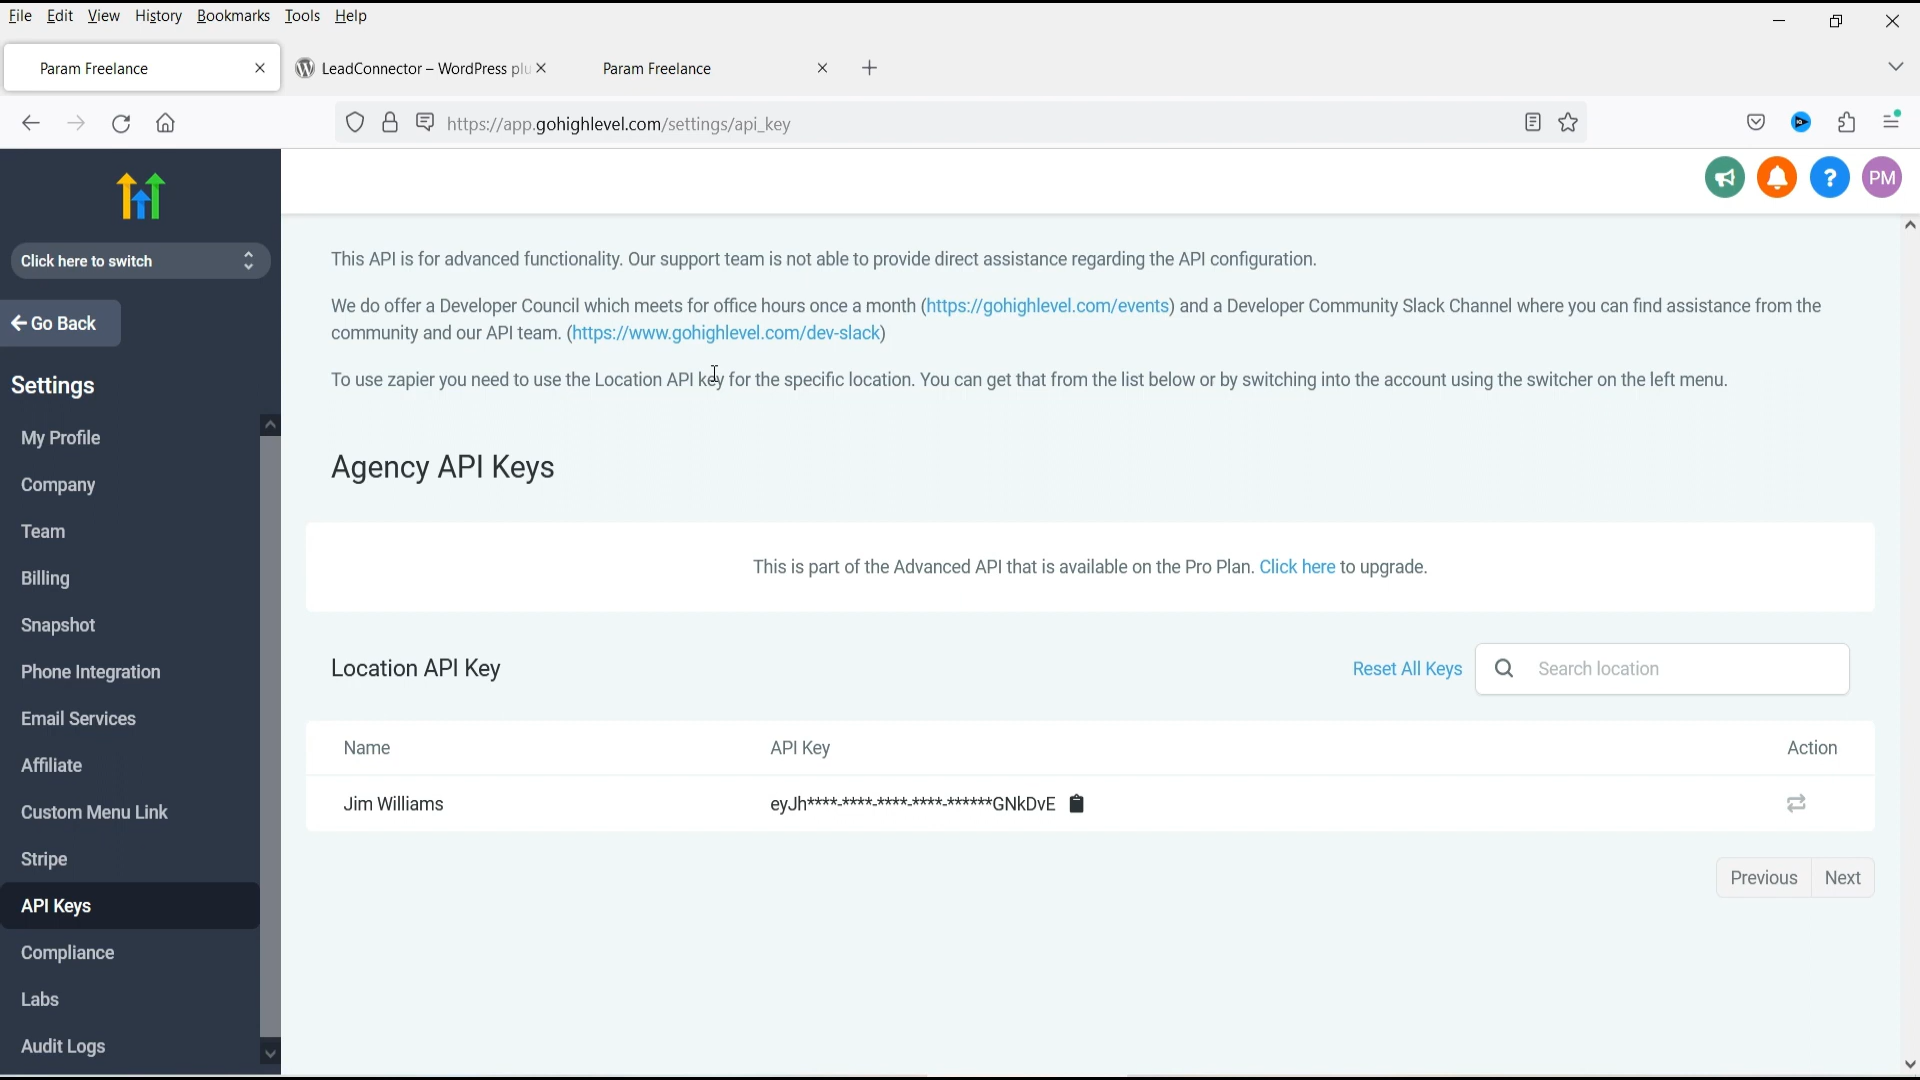 File Edit View History Bookmarks Tools Help
Param Freelance
LeadConnector – WordPress plu
Param Freelance
https://app.gohighlevel.com/settings/api_key
PM
Click here to switch
Go Back
Settings
My Profile
Company
Team
Billing
Snapshot
Phone Integration
Email Services
Affiliate
Custom Menu Link
Stripe
API Keys
Compliance
Labs
Audit Logs
This API is for advanced functionality. Our support team is not able to provide direct assistance regarding the API configuration.
We do offer a Developer Council which meets for office hours once a month (https://gohighlevel.com/events) and a Developer Community Slack Channel where you can find assistance from the
community and our API team. (https://www.gohighlevel.com/dev-slack)
To use zapier you need to use the Location API key for the specific location. You can get that from the list below or by switching into the account using the switcher on the left menu.
Agency API Keys
This is part of the Advanced API that is available on the Pro Plan. Click here to upgrade.
Location API Key
Reset All Keys
Search location
Name API Key Action
Jim Williams eyJh****-****-****-****-******GNkDvE
Previous Next